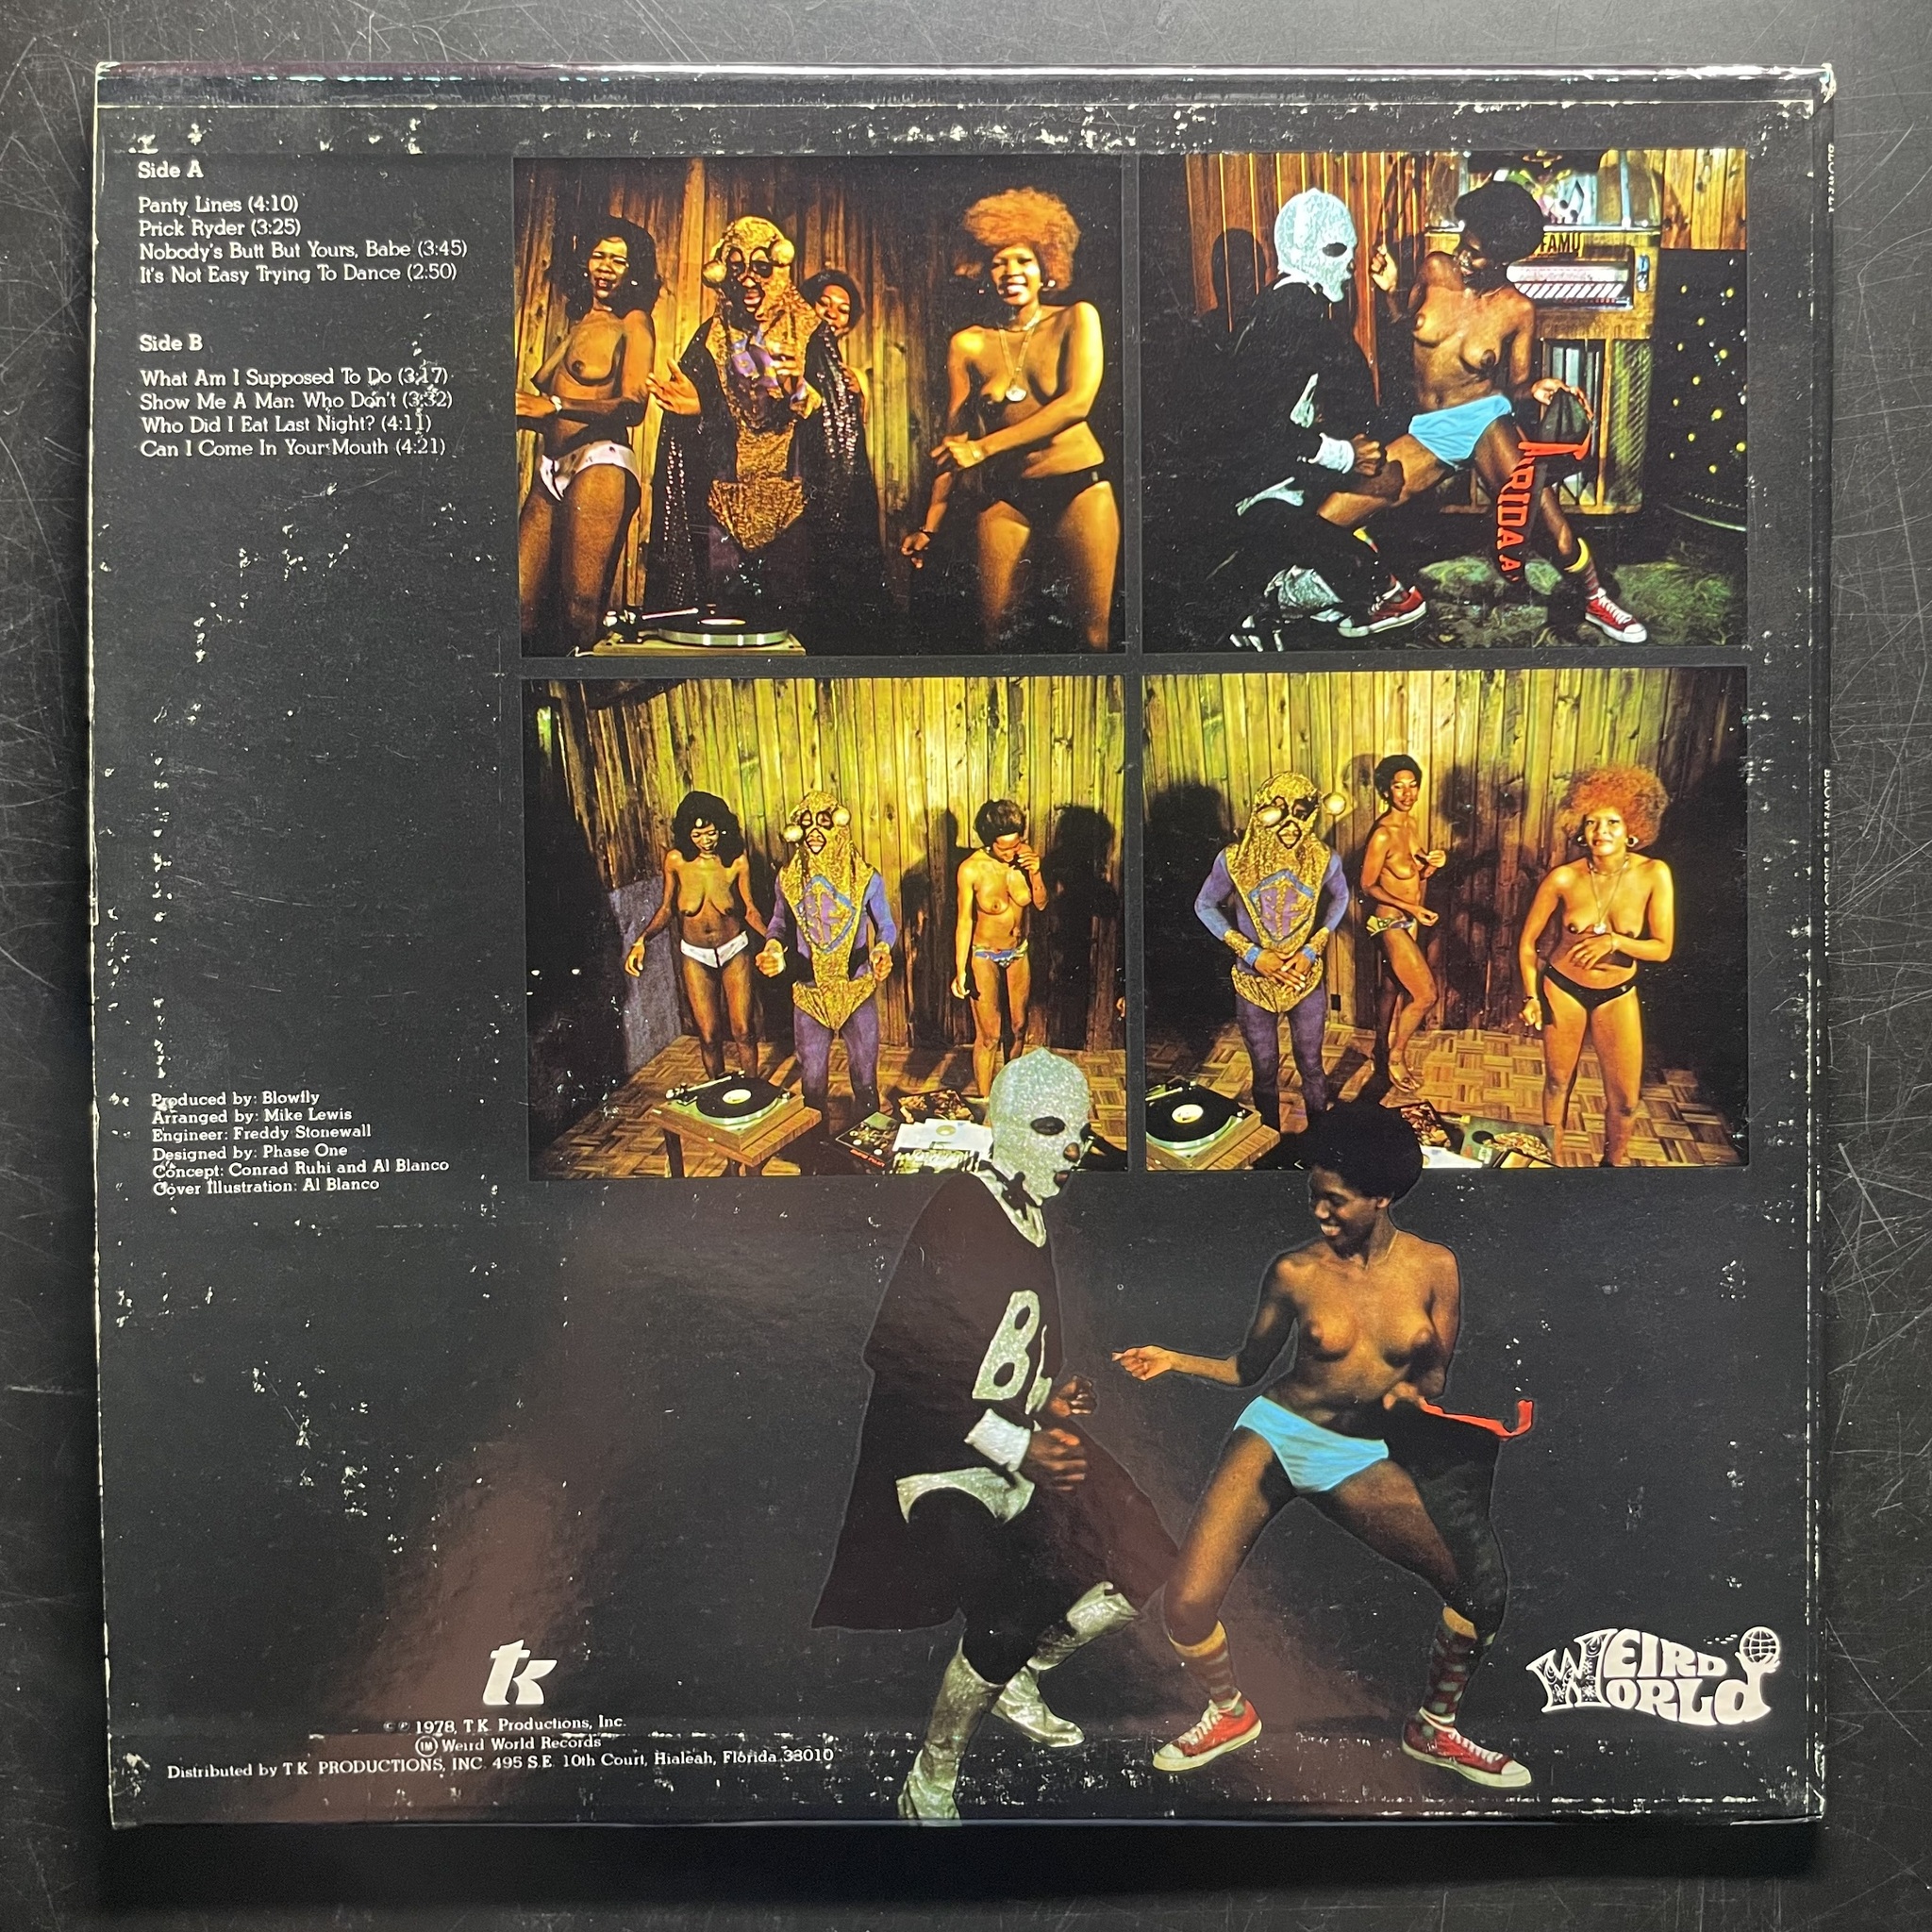 Side A
Panty Lines (4:10)
Prick Ryder (3:25)
Nobody's Butt But Yours, Babe (3:45)
It's Not Easy Trying To Dance (2:50)
Side B
What Am I Supposed To Do (3:17)
Show Me A Man Who Don't (3:32)
Who Did I Eat Last Night? (4:11)
Can I Come In Your Mouth (4:21)
FAMU
Produced by: Blowfly
Arranged by: Mike Lewis
Engineer: Freddy Stonewall
Designed by: Phase One
Concept: Conrad Ruhi and Al Blanco
Cover Illustration: Al Blanco
BF
tk
WEIRD
WORLD
© ℗ 1978, T.K. Productions, Inc.
Weird World Records
Distributed by T.K. PRODUCTIONS, INC. 495 S.E. 10th Court, Hialeah, Florida 33010